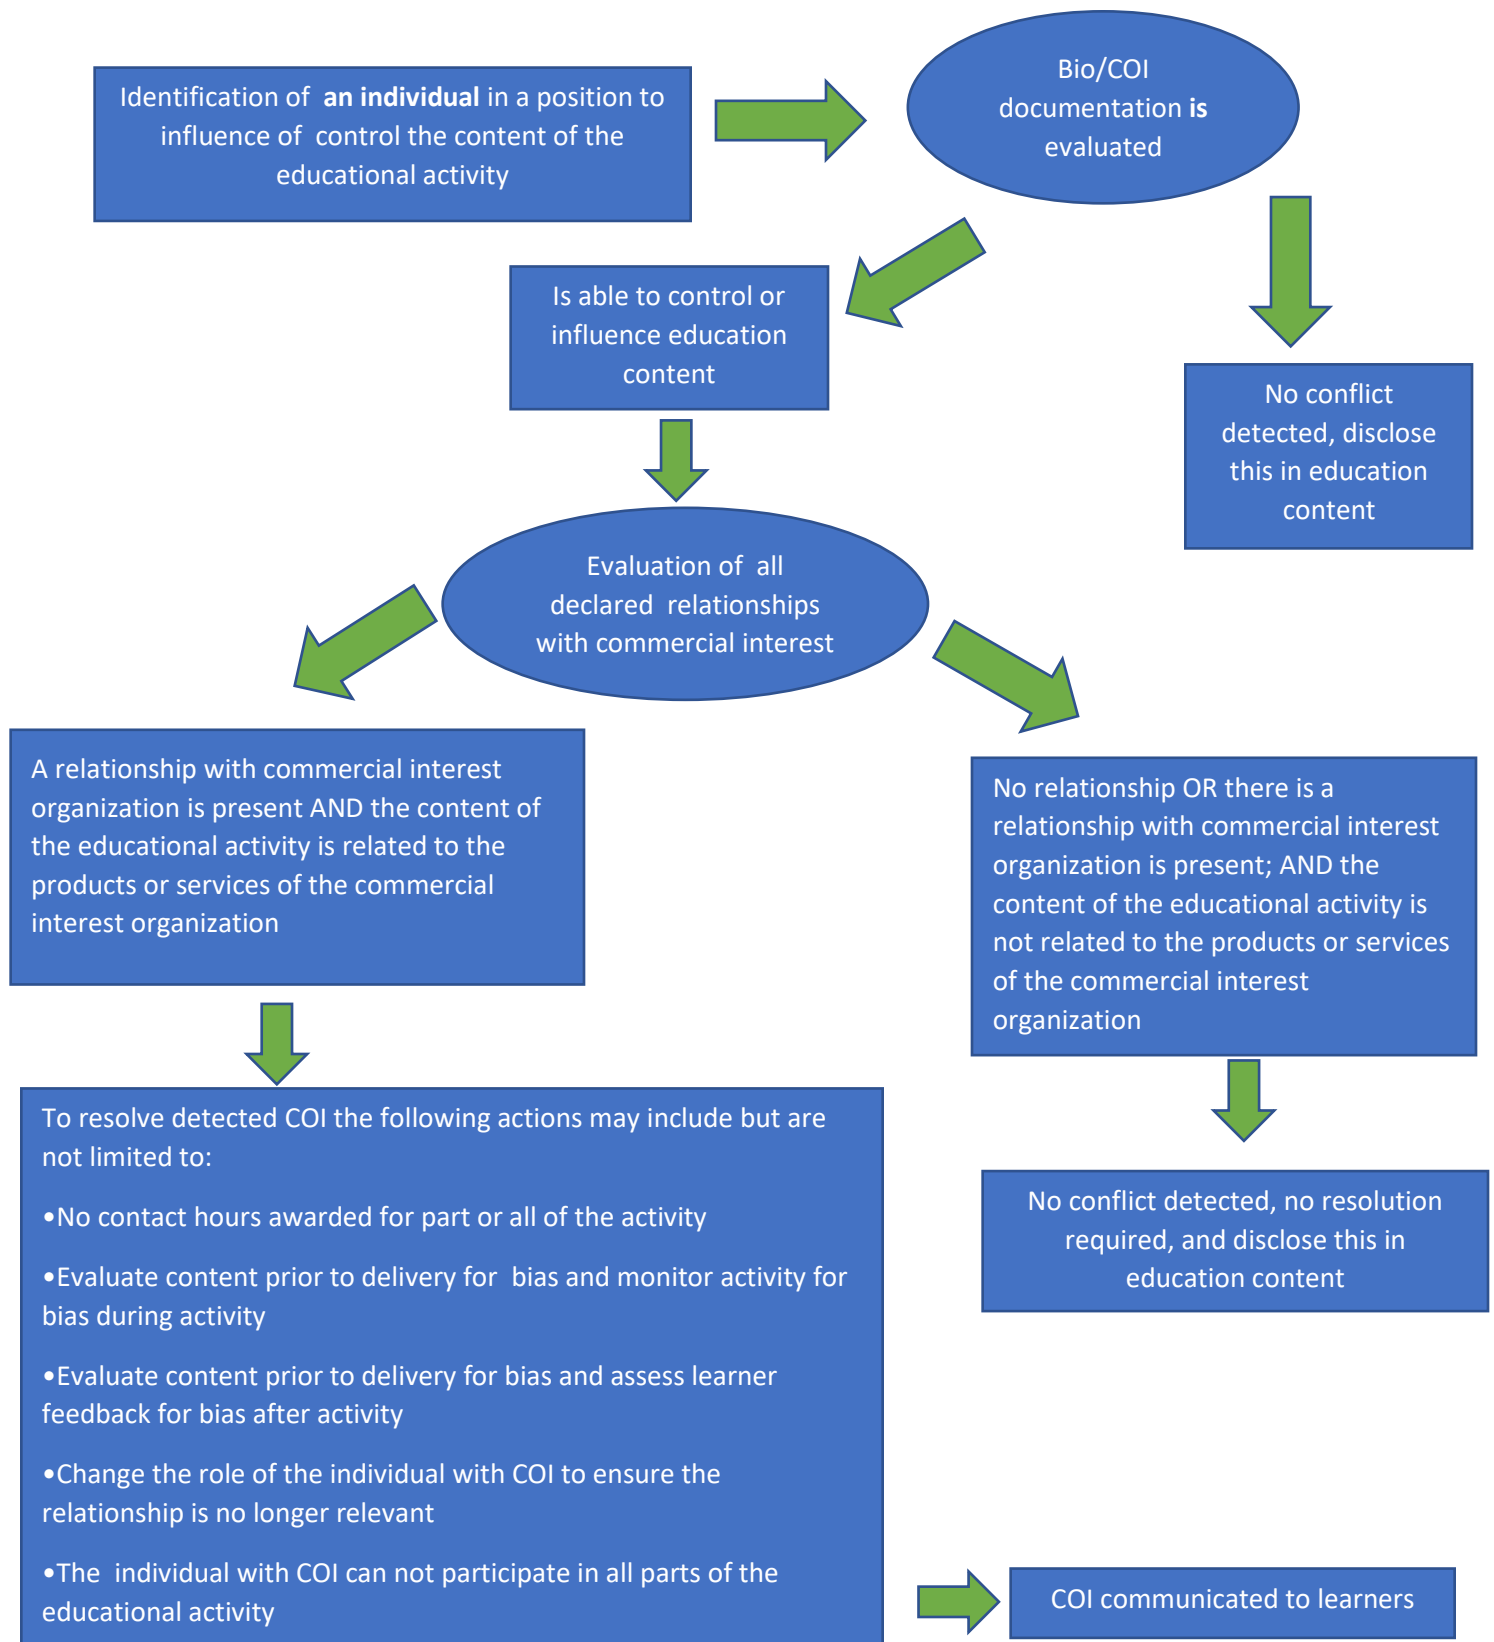 Identification of an individual in a position to
influence of control the content of the
educational activity
Bio/COI
documentation is
evaluated
Is able to control or
influence education
content
No conflict
detected, disclose
this in education
content
Evaluation of all
declared relationships
with commercial interest
A relationship with commercial interest
organization is present AND the content of
the educational activity is related to the
products or services of the commercial
interest organization
No relationship OR there is a
relationship with commercial interest
organization is present; AND the
content of the educational activity is
not related to the products or services
of the commercial interest
organization
To resolve detected COI the following actions may include but are
not limited to:
•No contact hours awarded for part or all of the activity
•Evaluate content prior to delivery for bias and monitor activity for
bias during activity
•Evaluate content prior to delivery for bias and assess learner
feedback for bias after activity
•Change the role of the individual with COI to ensure the
relationship is no longer relevant
•The individual with COI can not participate in all parts of the
educational activity
No conflict detected, no resolution
required, and disclose this in
education content
COI communicated to learners